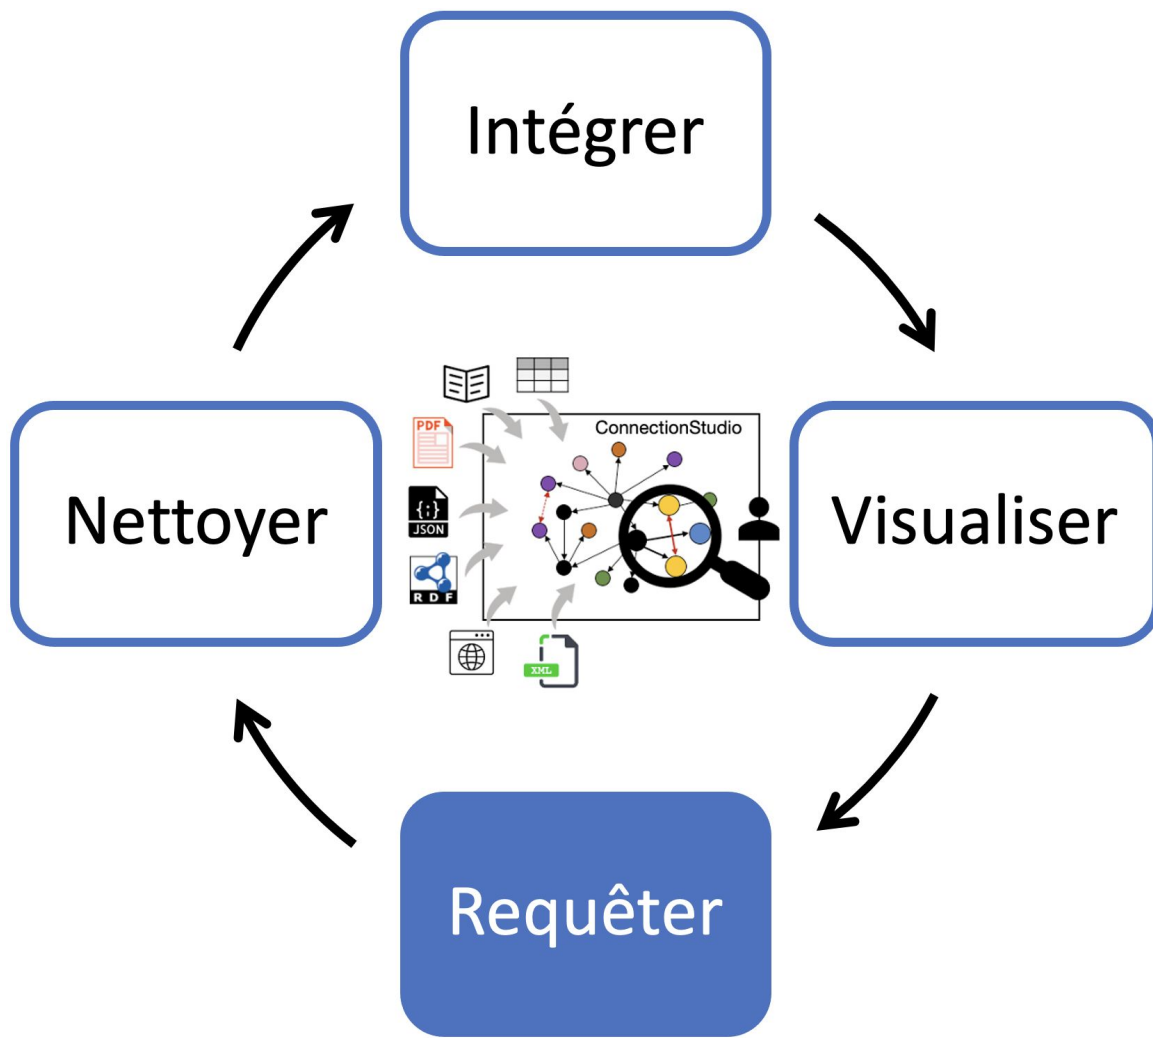 Intégrer
ConnectionStudio
PDF
Nettoyer
{;}
JSON
Visualiser
RDF
XML
Requêter